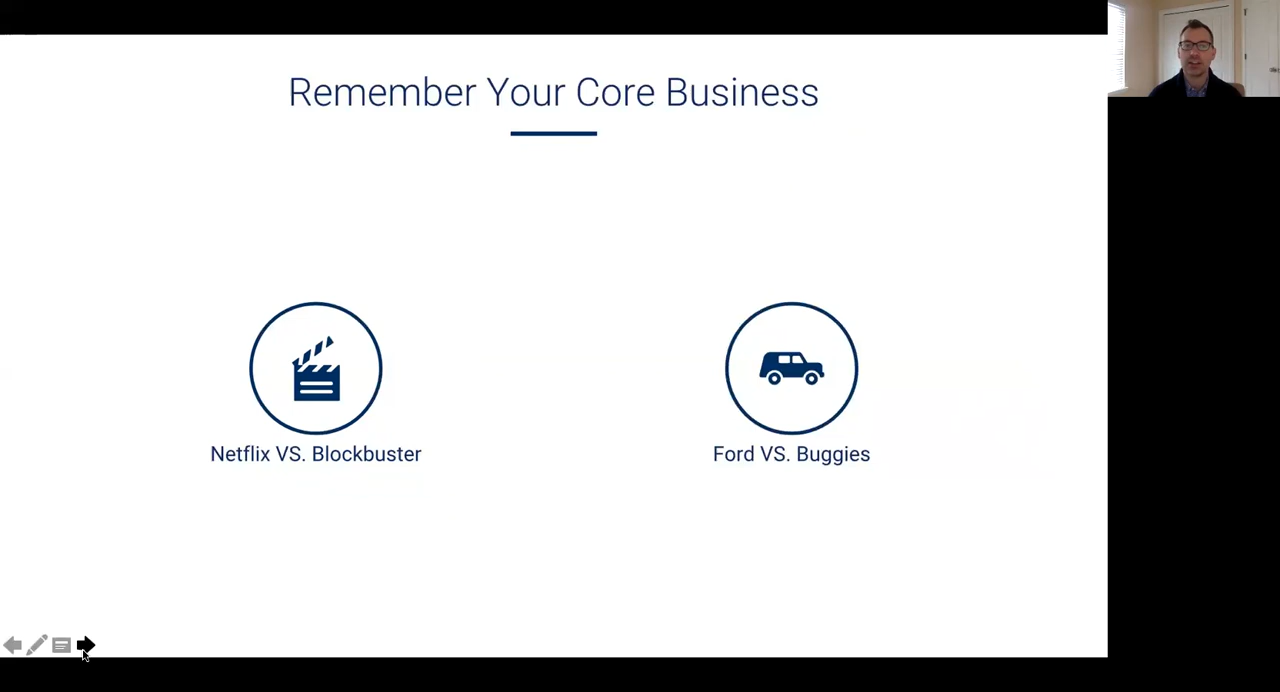 Remember Your Core Business
Netflix VS. Blockbuster
Ford VS. Buggies